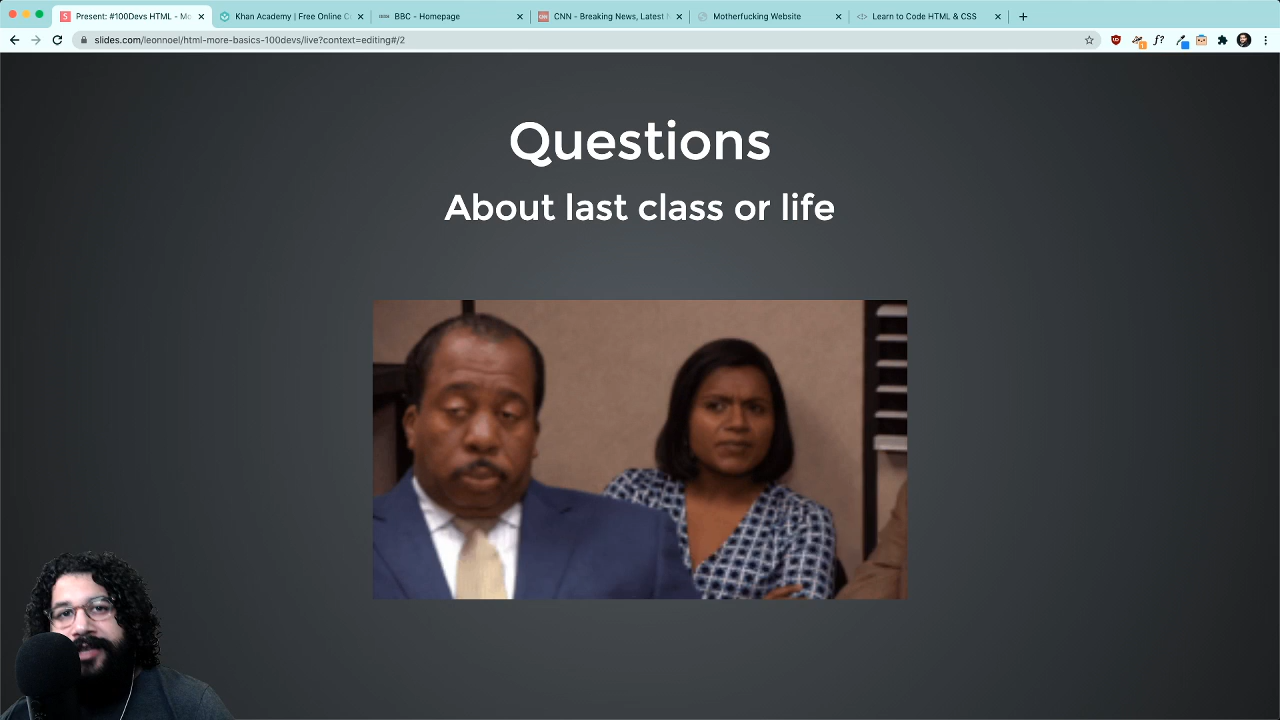 Present: #100Devs HTML - Mo
Khan Academy | Free Online C
BBC - Homepage
CNN - Breaking News, Latest N
Motherfucking Website
Learn to Code HTML & CSS
slides.com/leonnoel/html-more-basics-100devs/live?context=editing#/2
Questions
About last class or life